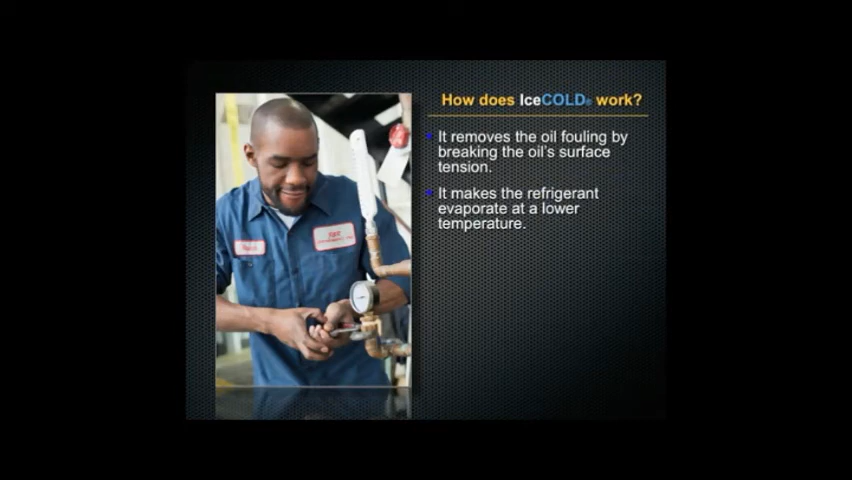 How does IceCOLD® work?
It removes the oil fouling by
breaking the oil's surface
tension.
It makes the refrigerant
evaporate at a lower
temperature.